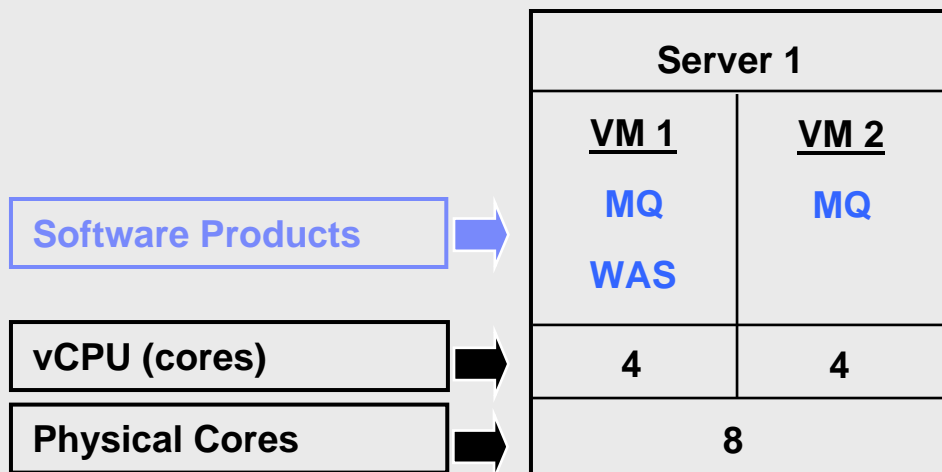 Server 1
VM 1 VM 2
Software Products MQ MQ
WAS
vCPU (cores) 4 4
Physical Cores 8